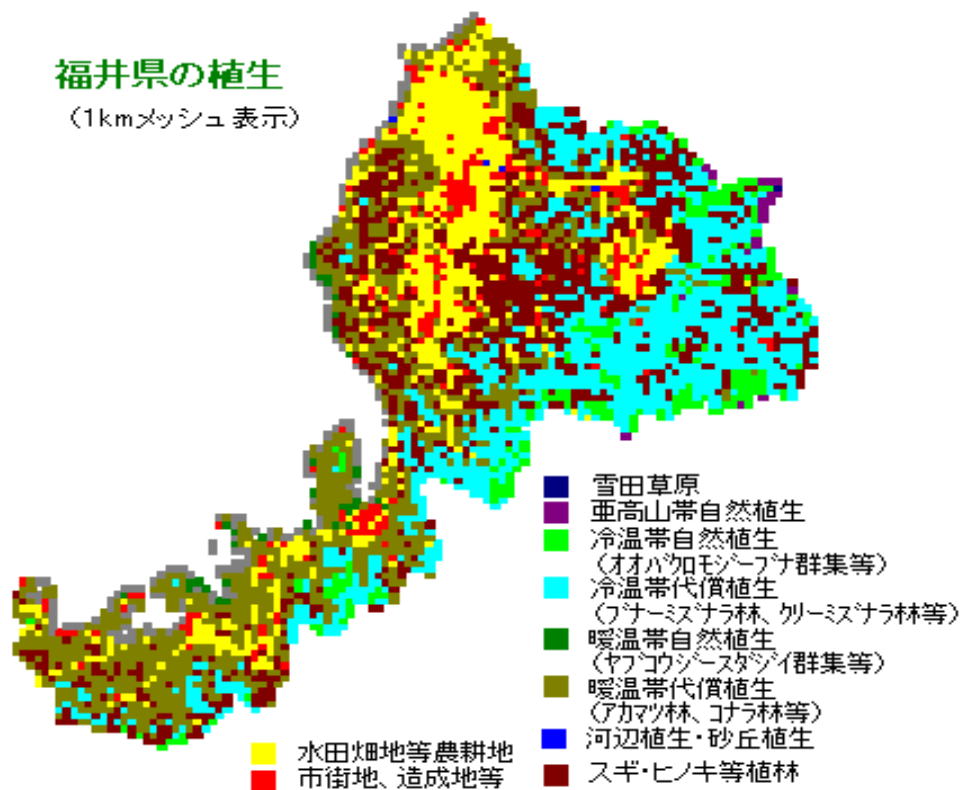 福井県の植生
（1kmメッシュ表示）
雪田草原
亜高山帯自然植生
冷温帯自然植生
（オオバクロモジーブナ群集等）
冷温帯代償植生
（ブナーミズナラ林、クリーミズナラ林等）
暖温帯自然植生
（ヤブコウジースダジイ群集等）
暖温帯代償植生
（アカマツ林、コナラ林等）
河辺植生・砂丘植生
スギ・ヒノキ等植林
水田畑地等農耕地
市街地、造成地等